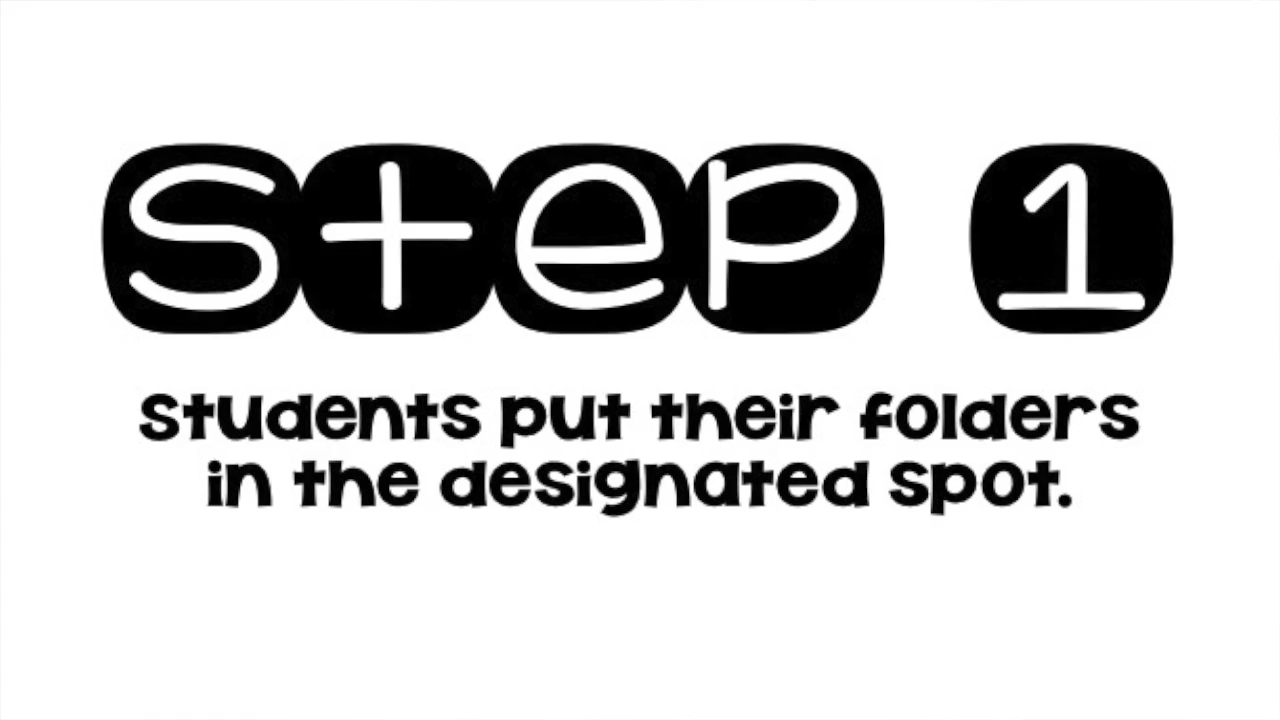 Step 1
Students put their folders
in the designated spot.